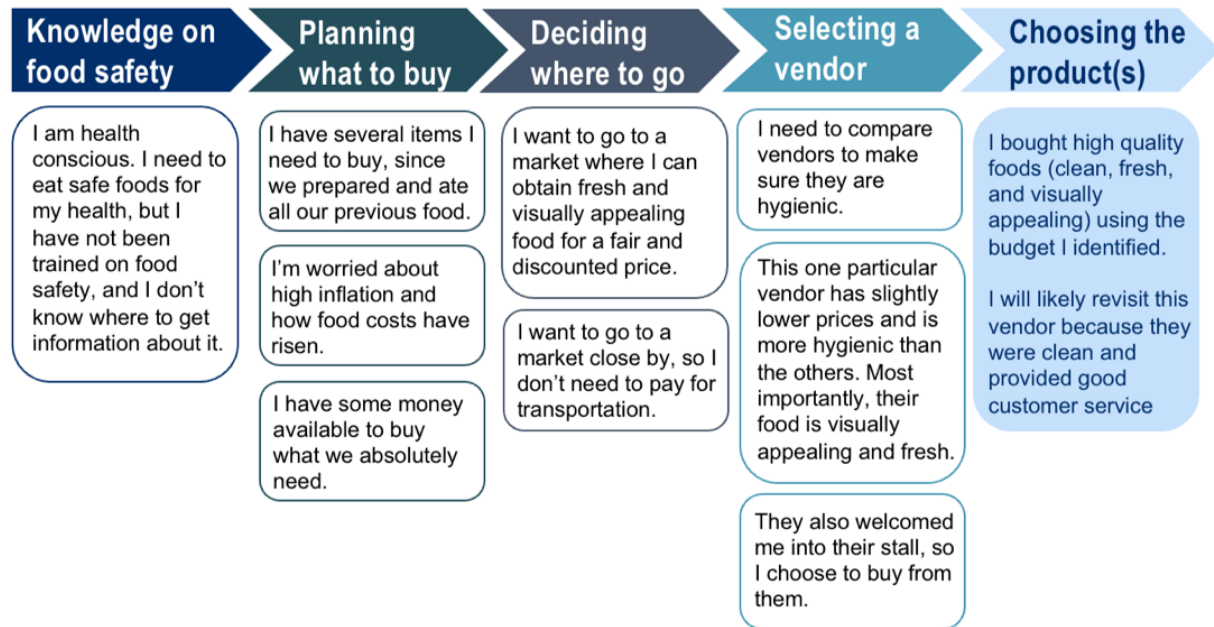 Knowledge on
food safety
Planning
what to buy
Deciding
where to go
Selecting a
vendor
Choosing the
product(s)
I am health
conscious. I need to
eat safe foods for
my health, but I
have not been
trained on food
safety, and I don't
know where to get
information about it.
I have several items I
need to buy, since
we prepared and ate
all our previous food.
I'm worried about
high inflation and
how food costs have
risen.
I have some money
available to buy
what we absolutely
need.
I want to go to a
market where I can
obtain fresh and
visually appealing
food for a fair and
discounted price.
I want to go to a
market close by, so I
don't need to pay for
transportation.
I need to compare
vendors to make
sure they are
hygienic.
This one particular
vendor has slightly
lower prices and is
more hygienic than
the others. Most
importantly, their
food is visually
appealing and fresh.
They also welcomed
me into their stall, so
I choose to buy from
them.
I bought high quality
foods (clean, fresh,
and visually
appealing) using the
budget I identified.
I will likely revisit this
vendor because they
were clean and
provided good
customer service